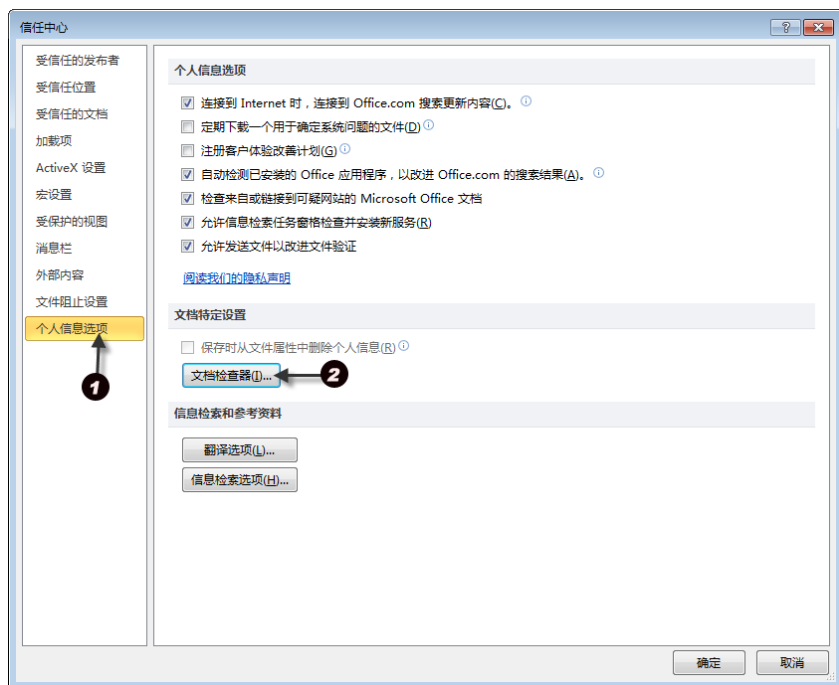 信任中心
受信任的发布者
受信任位置
受信任的文档
加载项
ActiveX 设置
宏设置
受保护的视图
消息栏
外部内容
文件阻止设置
个人信息选项
1
个人信息选项
连接到 Internet 时，连接到 Office.com 搜索更新内容(C)。
定期下载一个用于确定系统问题的文件(D)
注册客户体验改善计划(G)
自动检测已安装的 Office 应用程序，以改进 Office.com 的搜索结果(A)。
检查来自或链接到可疑网站的 Microsoft Office 文档
允许信息检索任务窗格检查并安装新服务(R)
允许发送文件以改进文件验证
阅读我们的隐私声明
文档特定设置
保存时从文件属性中删除个人信息(R)
文档检查器(I)...
2
信息检索和参考资料
翻译选项(L)...
信息检索选项(H)...
确定
取消